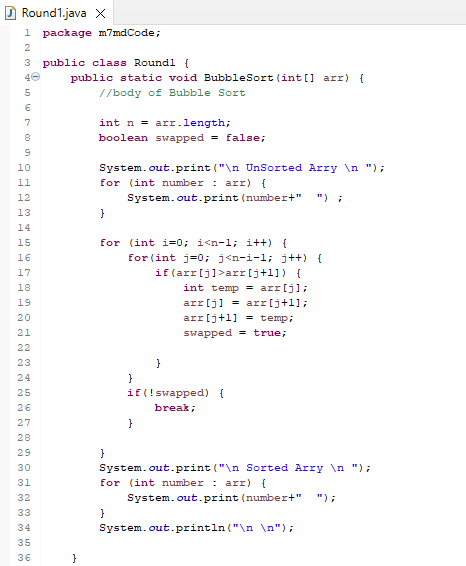 Round1.java
1 package m7mdCode;
2
3 public class Round1 {
4 public static void BubbleSort(int[] arr) {
5 //body of Bubble Sort
6
7 int n = arr.length;
8 boolean swapped = false;
9
10 System.out.print("\n UnSorted Arry \n ");
11 for (int number : arr) {
12 System.out.print(number+"  ") ;
13 }
14
15 for (int i=0; i<n-1; i++) {
16 for(int j=0; j<n-i-1; j++) {
17 if(arr[j]>arr[j+1]) {
18 int temp = arr[j];
19 arr[j] = arr[j+1];
20 arr[j+1] = temp;
21 swapped = true;
22
23 }
24 }
25 if(!swapped) {
26 break;
27 }
28
29 }
30 System.out.print("\n Sorted Arry \n ");
31 for (int number : arr) {
32 System.out.print(number+"  ");
33 }
34 System.out.println("\n \n");
35
36 }